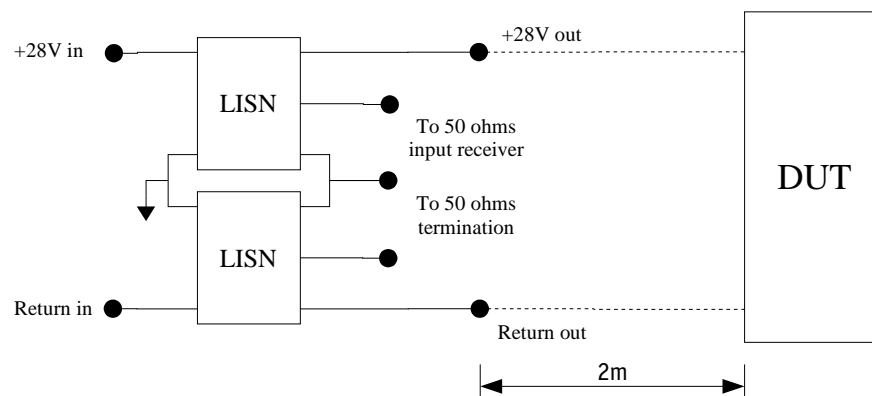 +28V in
LISN
+28V out
To 50 ohms
input receiver
To 50 ohms
termination
LISN
Return in
Return out
DUT
2m